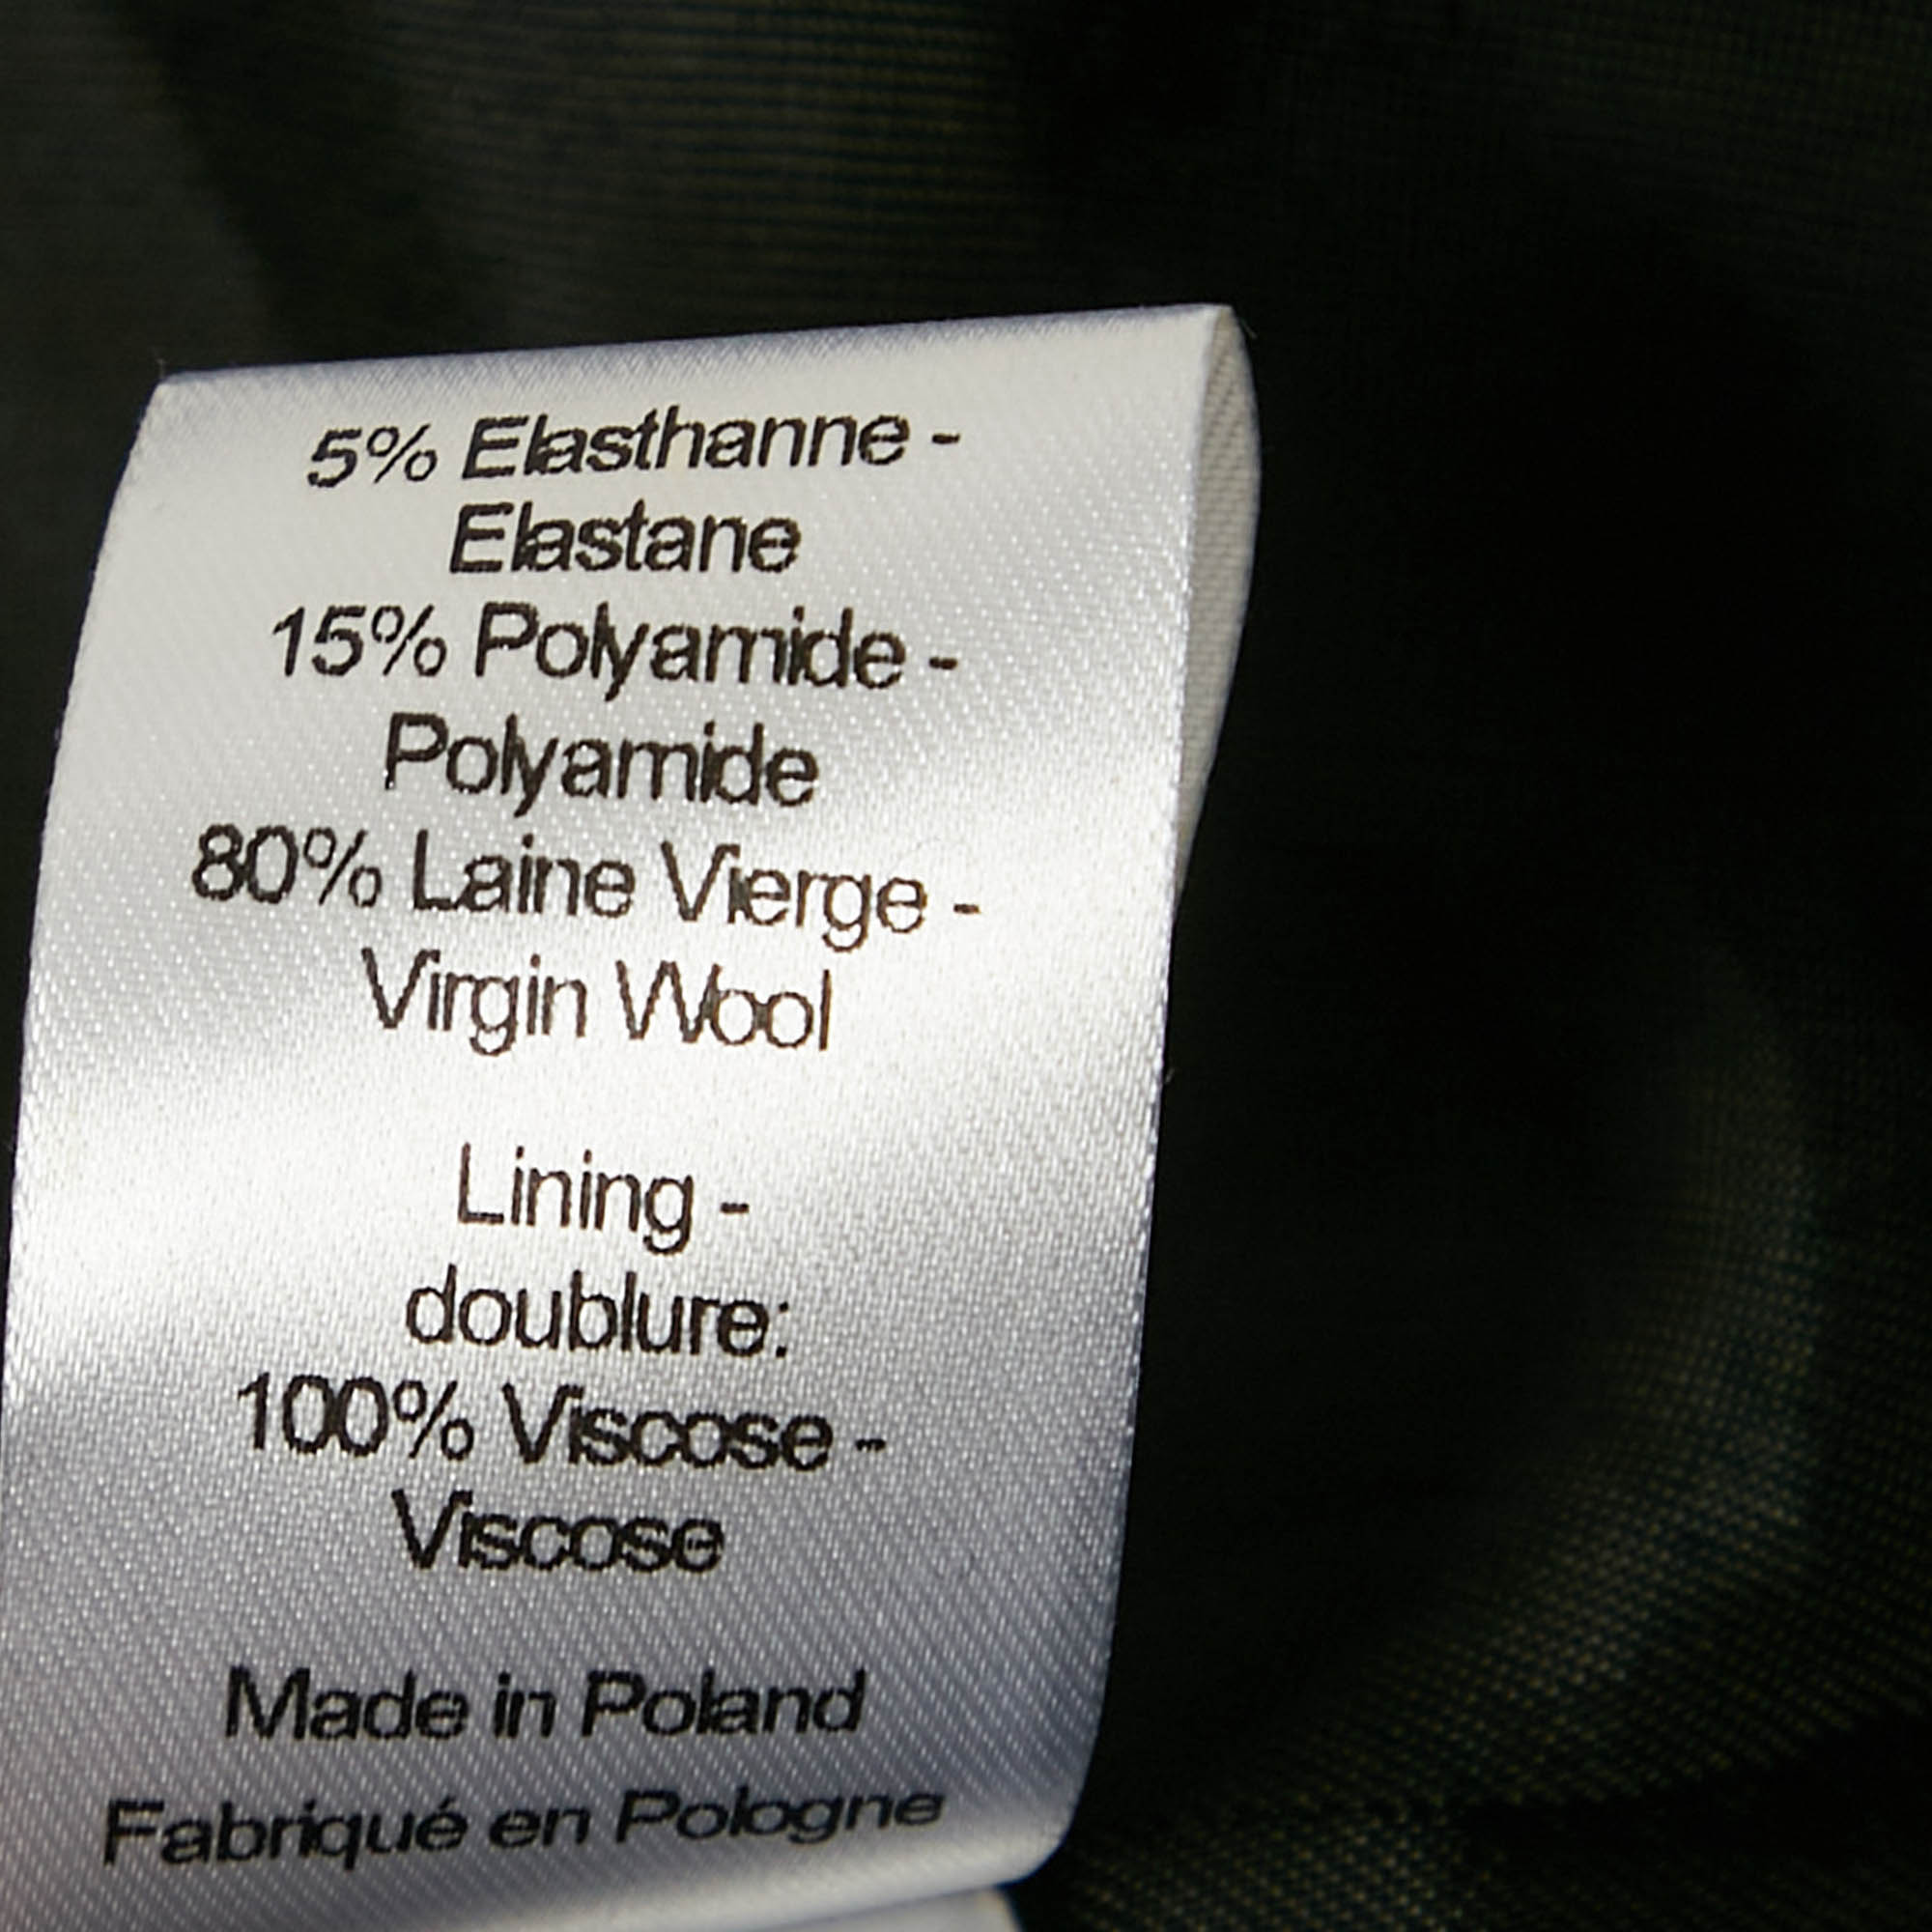 5% Elasthanne -
Elastane
15% Polyamide -
Polyamide
80% Laine Vierge -
Virgin Wool
Lining -
doublure:
100% Viscose -
Viscose
Made in Poland
Fabriqué en Pologne